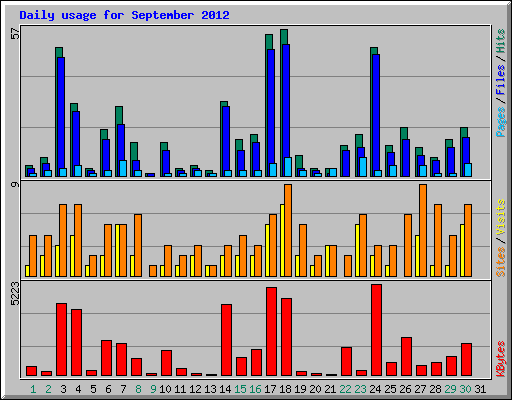 Daily usage for September 2012
57
Pages / Files / Hits
9
Sites / Visits
5223
KBytes
1 2 3 4 5 6 7 8 9 10 11 12 13 14 15 16 17 18 19 20 21 22 23 24 25 26 27 28 29 30 31